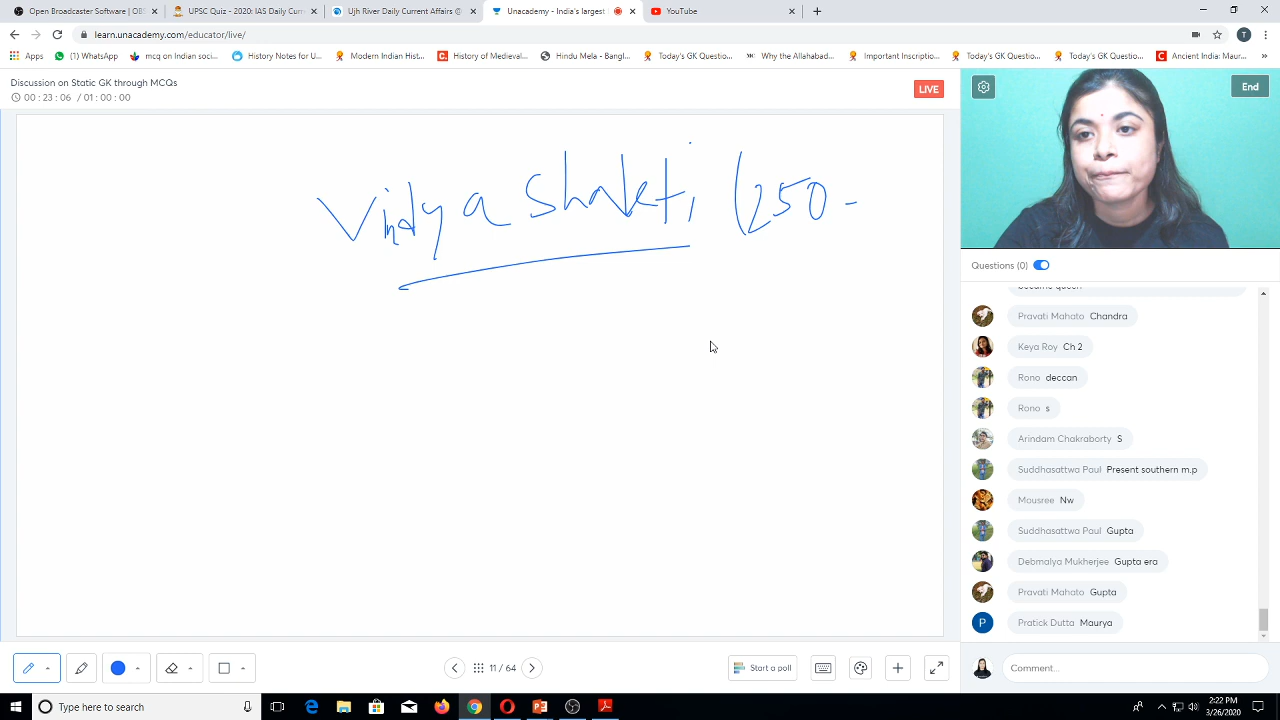 Open Broadcaster Software | OBS
UPSC Quiz - 2020: IAS Daily Curre
Ujh River Daily Current Affairs @
Unacademy - India's largest
YouTube
learn.unacademy.com/educator/live/
T
Apps
(1) WhatsApp
mcq on indian soci...
History Notes for U...
Modern Indian Hist...
History of Medieval...
Hindu Mela - Bangl...
Today's GK Questio...
Why the Allahabad...
Important Inscriptio...
Today's GK Questio...
Today's GK Questio...
Ancient India: Maur...
Discussion on Static GK through MCQs
00 : 23 : 06 / 01 : 00 : 00
LIVE
End
Vindya Shakti (250 -
Questions (0)
became queen
Pravati Mahato Chandra
Keya Roy Ch 2
Rono deccan
Rono s
Arindam Chakraborty S
Suddhasattwa Paul Present southern m.p
Mousree Nw
Suddhasattwa Paul Gupta
Debmalya Mukherjee Gupta era
Pravati Mahato Gupta
P Pratick Dutta Maurya
11 / 64
Start a poll
Comment...
Type here to search
2:22 PM
3/26/2020